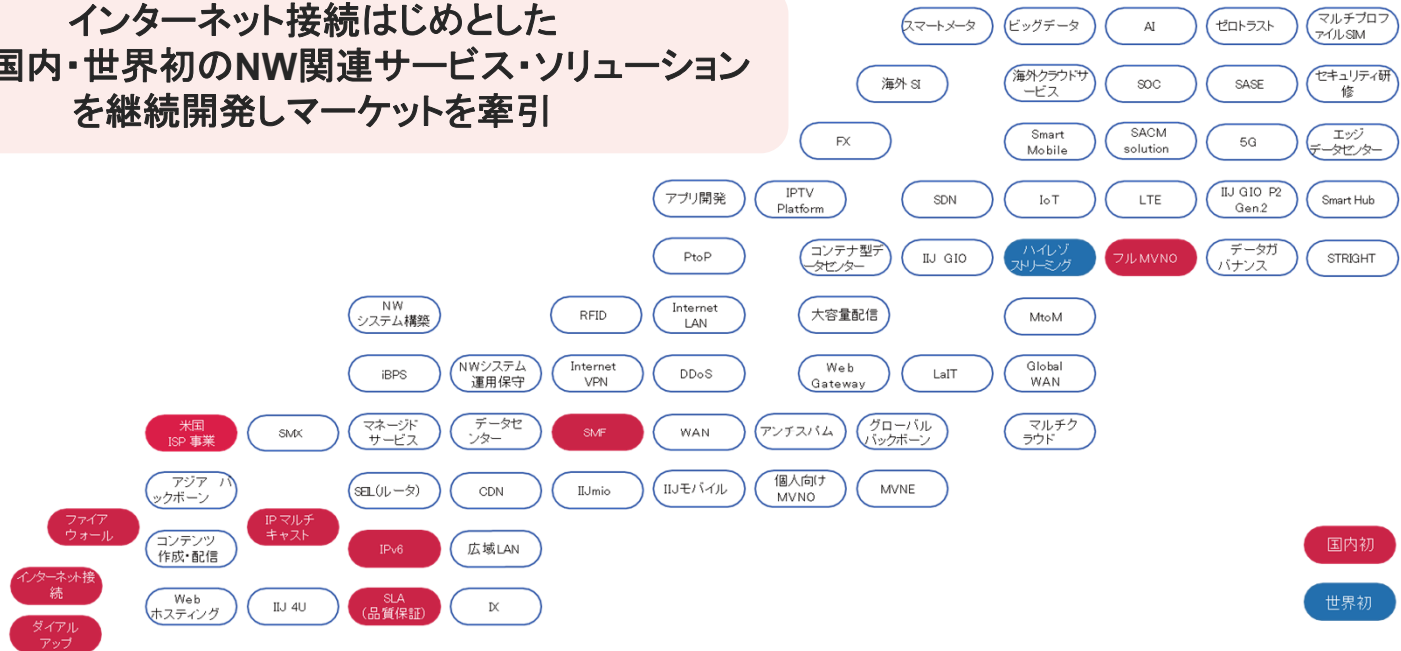 インターネット接続はじめとした
国内・世界初のNW関連サービス・ソリューション
を継続開発しマーケットを牽引
スマートメータ
ビッグデータ
AI
ゼロトラスト
マルチプロフ
ァイルSIM
海外 SI
海外クラウドサ
ービス
SOC
SASE
セキュリティ研
修
FX
Smart
Mobile
SACM
solution
5G
エッジ
データセンター
アプリ開発
IPTV
Platform
SDN
IoT
LTE
IIJ GIO P2
Gen.2
Smart Hub
PtoP
コンテナ型デ
ータセンター
IIJ GIO
ハイレゾ
ストリーミング
フルMVNO
データガ
バナンス
STRIGHT
NW
システム構築
RFID
Internet
LAN
大容量配信
MtoM
iBPS
NWシステム
運用保守
Internet
VPN
DDoS
Web
Gateway
LaIT
Global
WAN
米国
ISP 事業
SMX
マネージド
サービス
データセ
ンター
SMF
WAN
アンチスパム
グローバル
バックボーン
マルチク
ラウド
アジア バ
ックボーン
SEIL(ルータ)
CDN
IIJmio
IIJモバイル
個人向け
MVNO
MVNE
ファイア
ウォール
コンテンツ
作成・配信
IP マルチ
キャスト
IPv6
広域LAN
国内初
インターネット接
続
Web
ホスティング
IIJ 4U
SLA
(品質保証)
IX
世界初
ダイアル
アップ